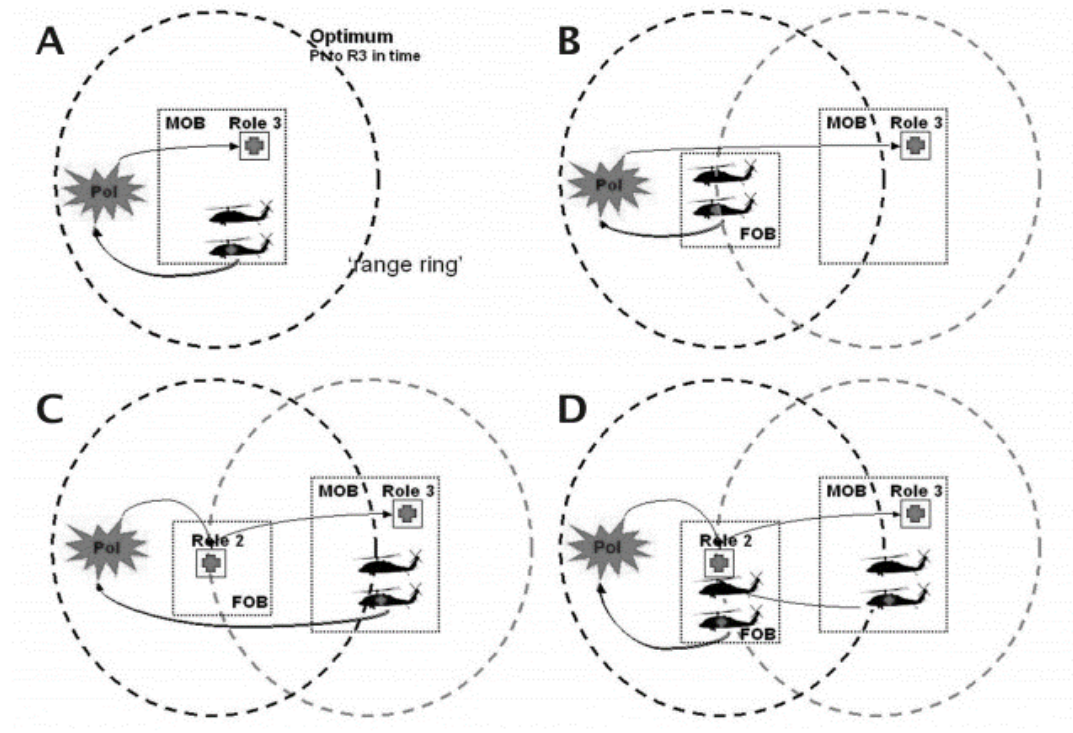 A
Optimum
Pt to R3 in time
MOB Role 3
PoI
'range ring'
B
MOB Role 3
PoI
FOB
C
MOB Role 3
PoI
Role 2
FOB
D
MOB Role 3
PoI
Role 2
FOB